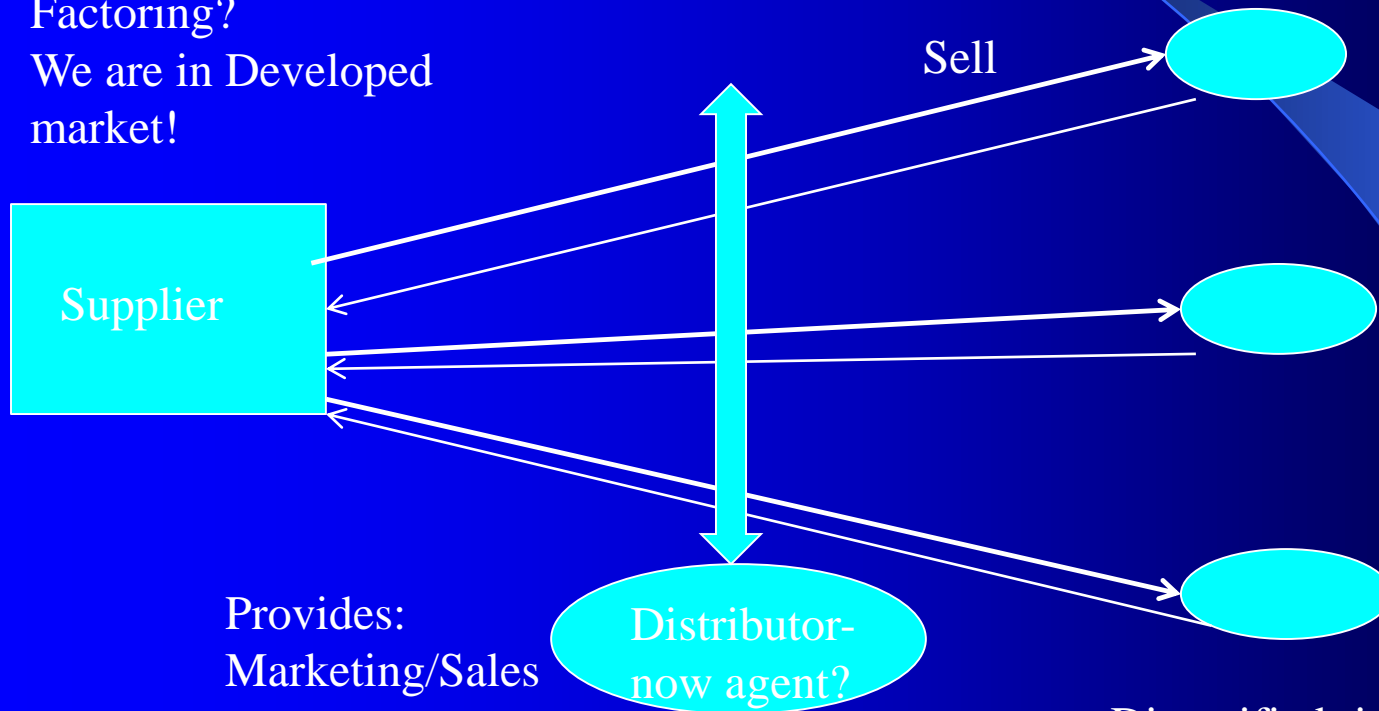 Factoring?
We are in Developed
market!
Sell
Supplier
Provides:
Marketing/Sales
Distributor-
now agent?